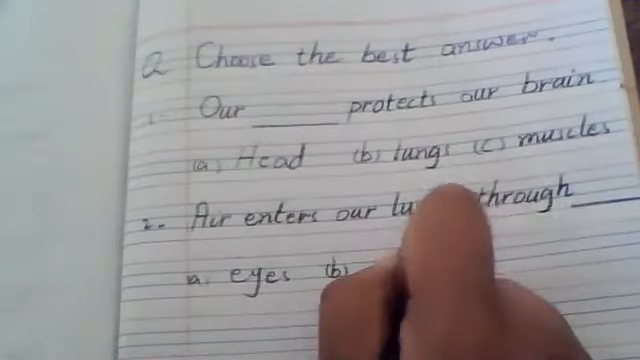 Q Choose the best answer.
1. Our ______ protects our brain.
(a) Head (b) lungs (c) muscles
2. Air enters our through ______
a. eyes (b)